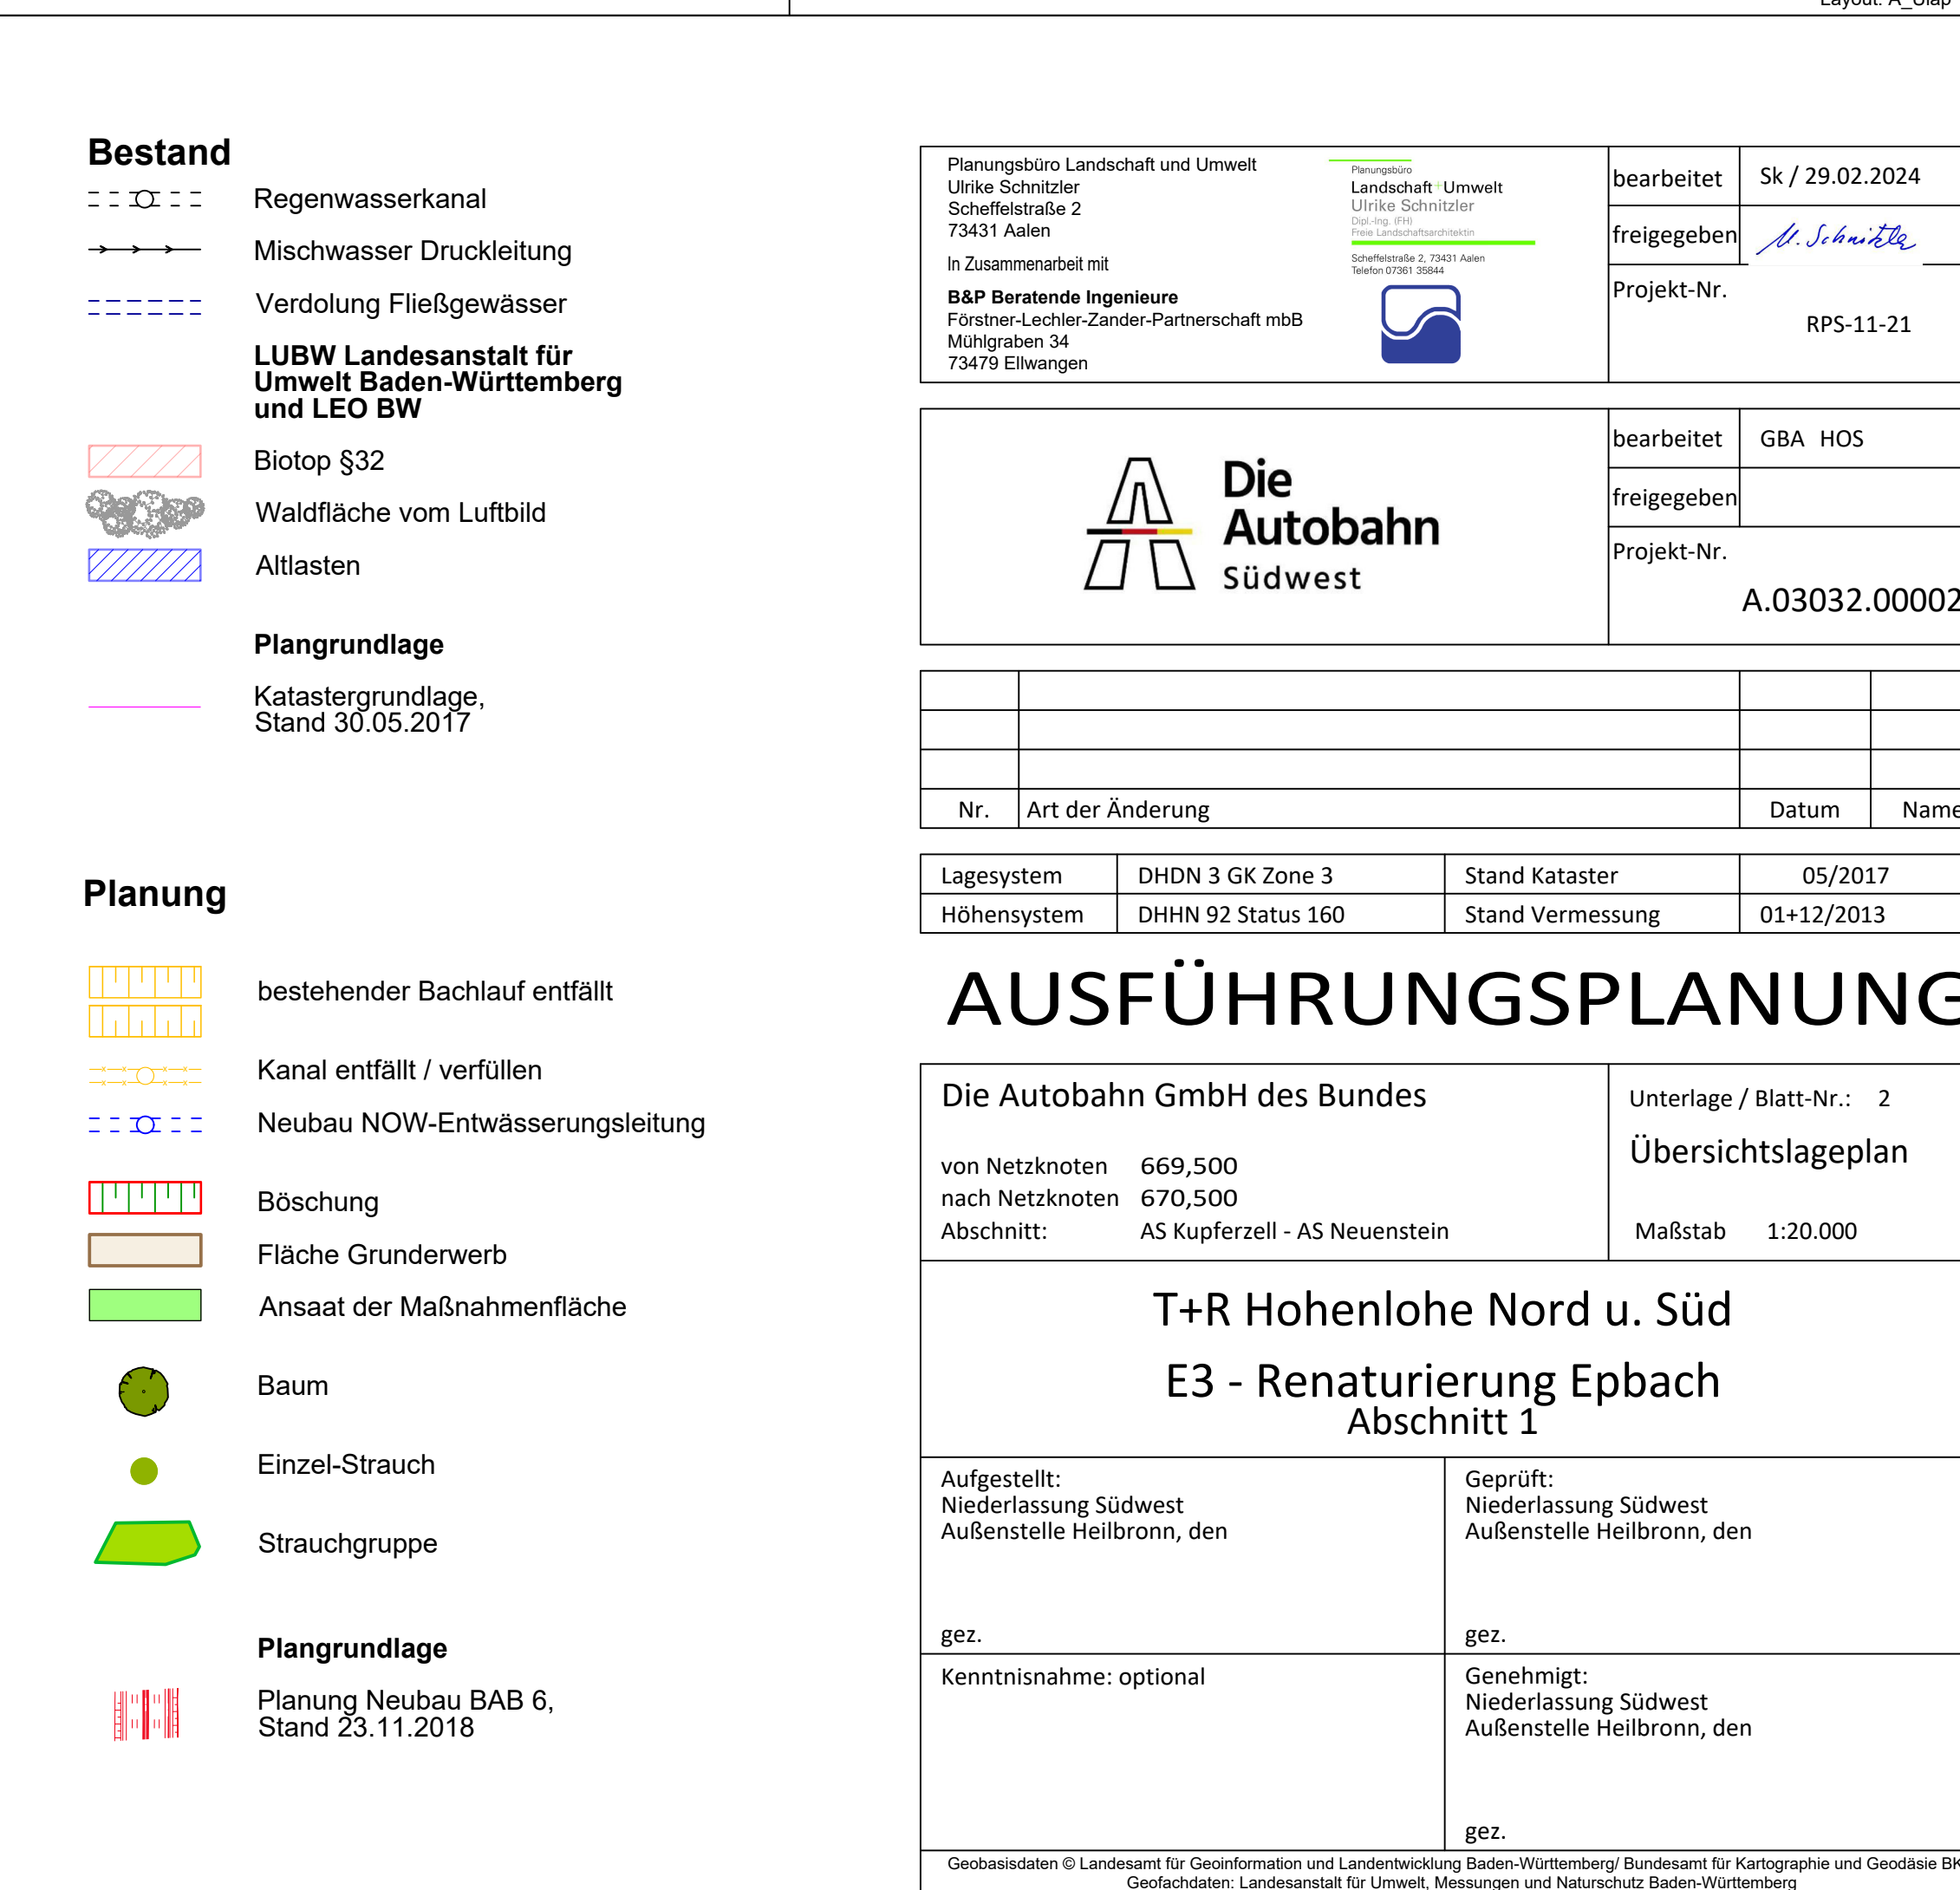 Layout: A_Ülap
Bestand
Regenwasserkanal
Mischwasser Druckleitung
Verdolung Fließgewässer
LUBW Landesanstalt für
Umwelt Baden-Württemberg
und LEO BW
Biotop §32
Waldfläche vom Luftbild
Altlasten
Plangrundlage
Katastergrundlage,
Stand 30.05.2017
Planung
bestehender Bachlauf entfällt
Kanal entfällt / verfüllen
Neubau NOW-Entwässerungsleitung
Böschung
Fläche Grunderwerb
Ansaat der Maßnahmenfläche
Baum
Einzel-Strauch
Strauchgruppe
Plangrundlage
Planung Neubau BAB 6,
Stand 23.11.2018
Planungsbüro Landschaft und Umwelt
Ulrike Schnitzler
Scheffelstraße 2
73431 Aalen
In Zusammenarbeit mit
B&P Beratende Ingenieure
Förstner-Lechler-Zander-Partnerschaft mbB
Mühlgraben 34
73479 Ellwangen
Planungsbüro
Landschaft+Umwelt
Ulrike Schnitzler
Dipl.-Ing. (FH)
Freie Landschaftsarchitektin
Scheffelstraße 2, 73431 Aalen
Telefon 07361 35844
bearbeitet Sk / 29.02.2024
freigegeben U. Schnitzler
Projekt-Nr.
RPS-11-21
Die
Autobahn
Südwest
bearbeitet GBA HOS
freigegeben
Projekt-Nr.
A.03032.00002
Nr. Art der Änderung Datum Name
Lagesystem DHDN 3 GK Zone 3 Stand Kataster 05/2017
Höhensystem DHHN 92 Status 160 Stand Vermessung 01+12/2013
AUSFÜHRUNGSPLANUNG
Die Autobahn GmbH des Bundes
von Netzknoten 669,500
nach Netzknoten 670,500
Abschnitt: AS Kupferzell - AS Neuenstein
Unterlage / Blatt-Nr.: 2
Übersichtslageplan
Maßstab 1:20.000
T+R Hohenlohe Nord u. Süd
E3 - Renaturierung Epbach
Abschnitt 1
Aufgestellt:
Niederlassung Südwest
Außenstelle Heilbronn, den
gez.
Geprüft:
Niederlassung Südwest
Außenstelle Heilbronn, den
gez.
Kenntnisnahme: optional
Genehmigt:
Niederlassung Südwest
Außenstelle Heilbronn, den
gez.
Geobasisdaten © Landesamt für Geoinformation und Landentwicklung Baden-Württemberg/ Bundesamt für Kartographie und Geodäsie BK
Geofachdaten: Landesanstalt für Umwelt, Messungen und Naturschutz Baden-Württemberg